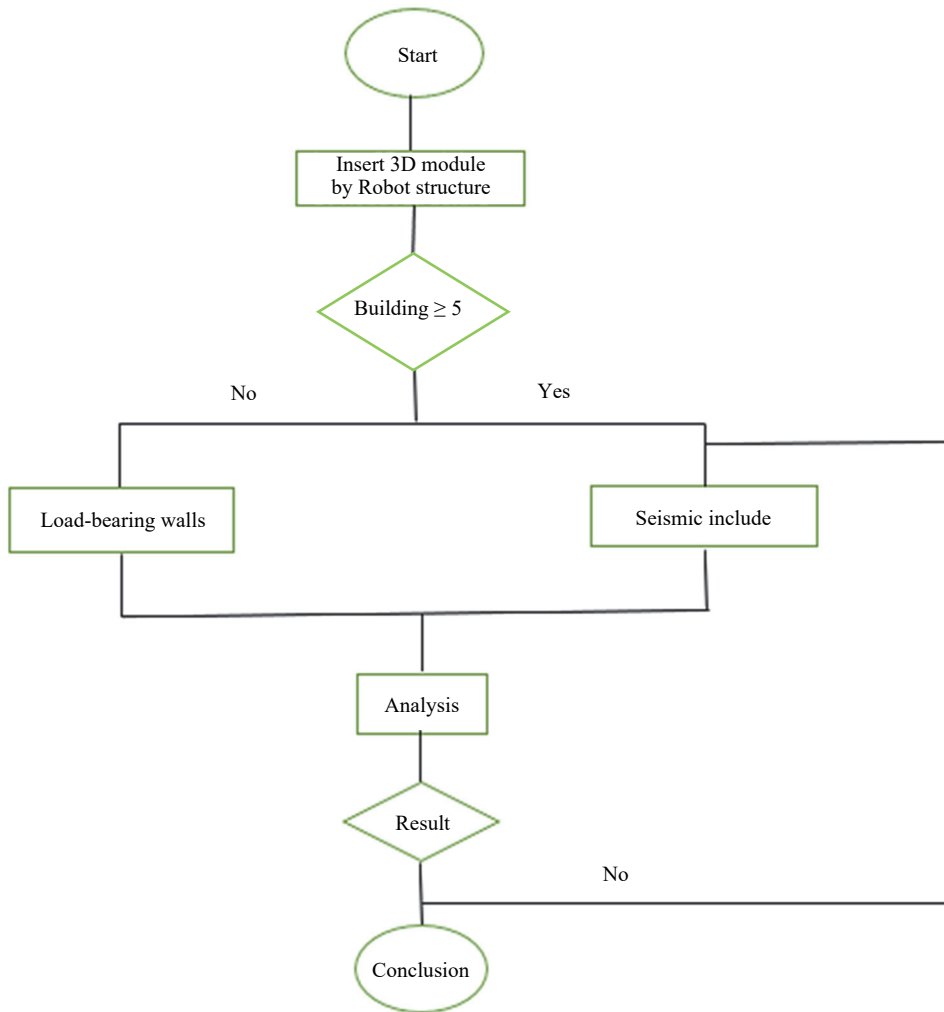 Start
Insert 3D module
by Robot structure
Building ≥ 5
No
Yes
Load-bearing walls
Seismic include
Analysis
Result
No
Conclusion